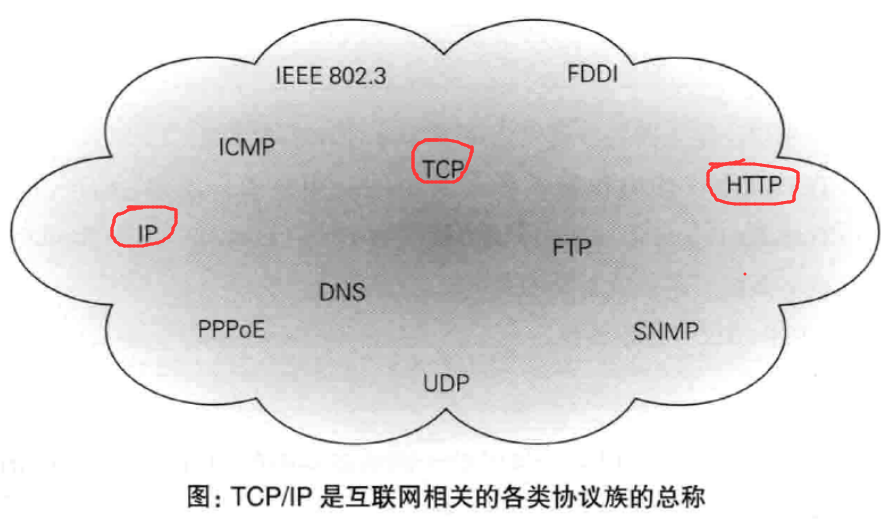 IEEE 802.3
FDDI
ICMP
TCP
HTTP
IP
FTP
DNS
PPPoE
SNMP
UDP
图：TCP/IP 是互联网相关的各类协议族的总称